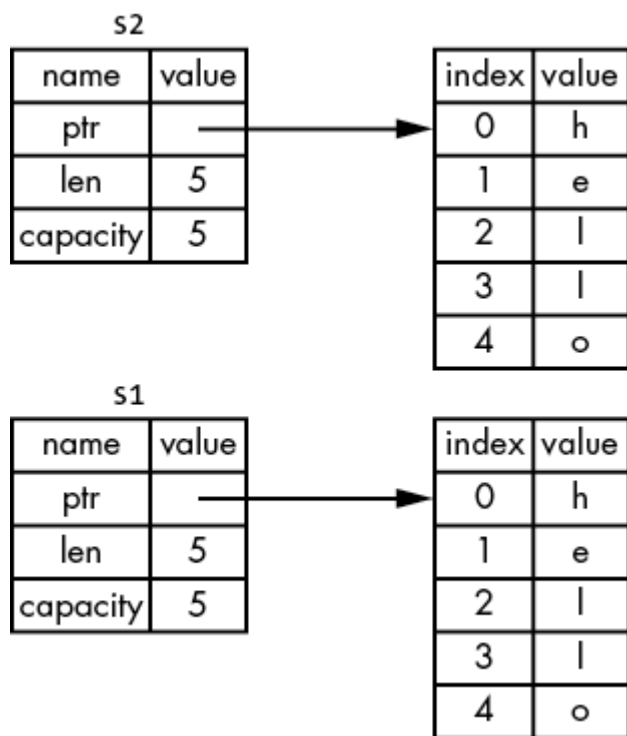 s2
name value
ptr
len 5
capacity 5
index value
0 h
1 e
2 l
3 l
4 o
s1
name value
ptr
len 5
capacity 5
index value
0 h
1 e
2 l
3 l
4 o